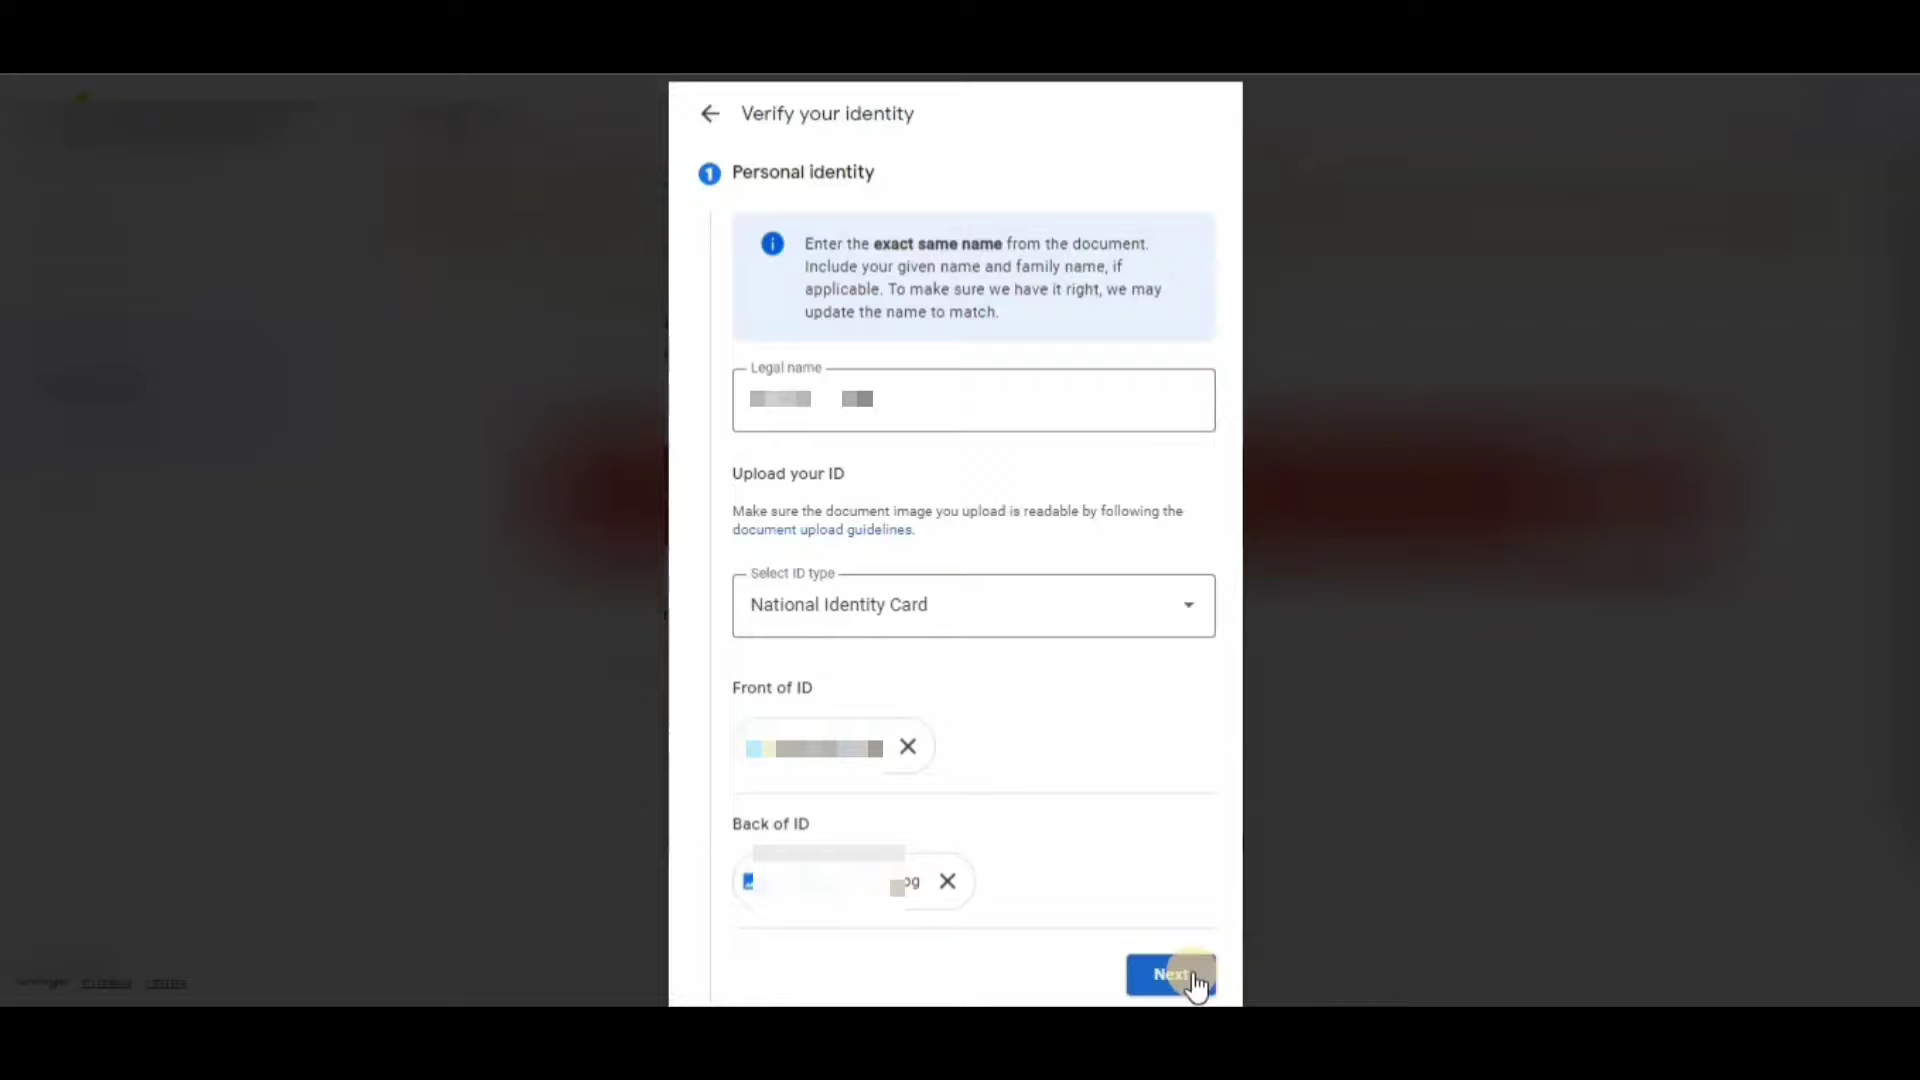 Verify your identity
1 Personal identity
Enter the exact same name from the document.
Include your given name and family name, if
applicable. To make sure we have it right, we may
update the name to match.
Legal name
Upload your ID
Make sure the document image you upload is readable by following the
document upload guidelines.
Select ID type
National Identity Card
Front of ID
Back of ID
Next